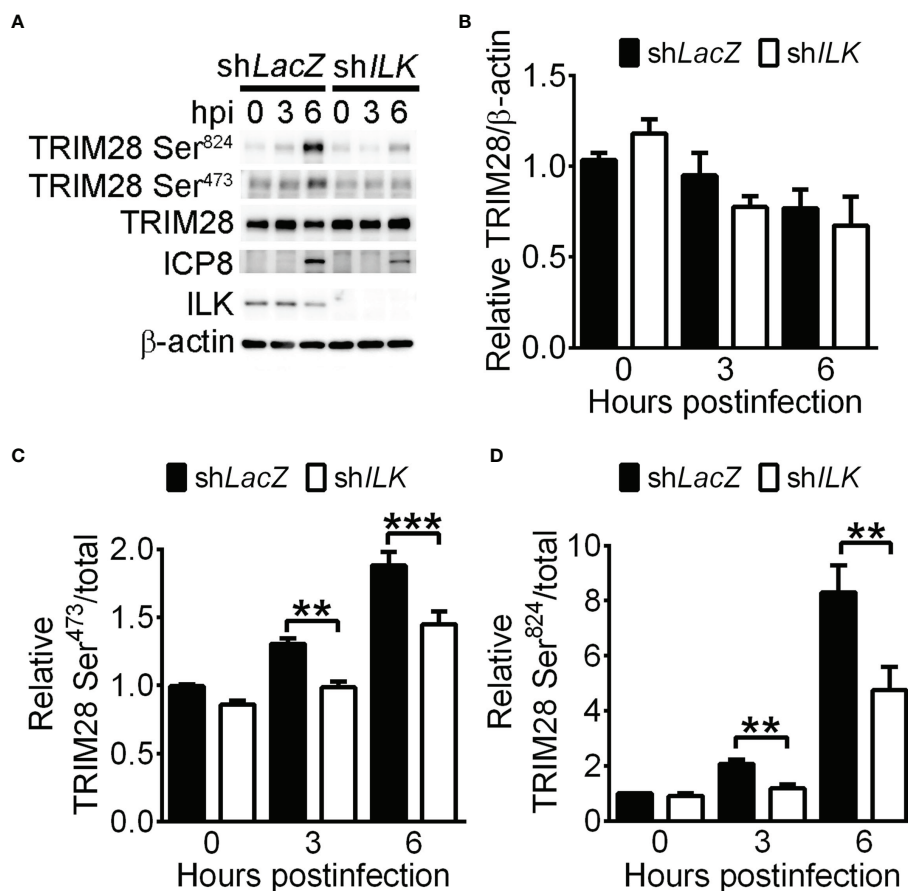 A
shLacZ shILK
hpi 0 3 6 0 3 6
TRIM28 Ser824
TRIM28 Ser473
TRIM28
ICP8
ILK
β-actin
B
shLacZ shILK
Relative TRIM28/β-actin
1.5
1.0
0.5
0.0
0 3 6
Hours postinfection
C
shLacZ shILK
Relative
TRIM28 Ser473/total
2.0
1.5
1.0
0.5
0.0
** ***
0 3 6
Hours postinfection
D
shLacZ shILK
Relative
TRIM28 Ser824/total
10
8
6
4
2
0
** **
0 3 6
Hours postinfection